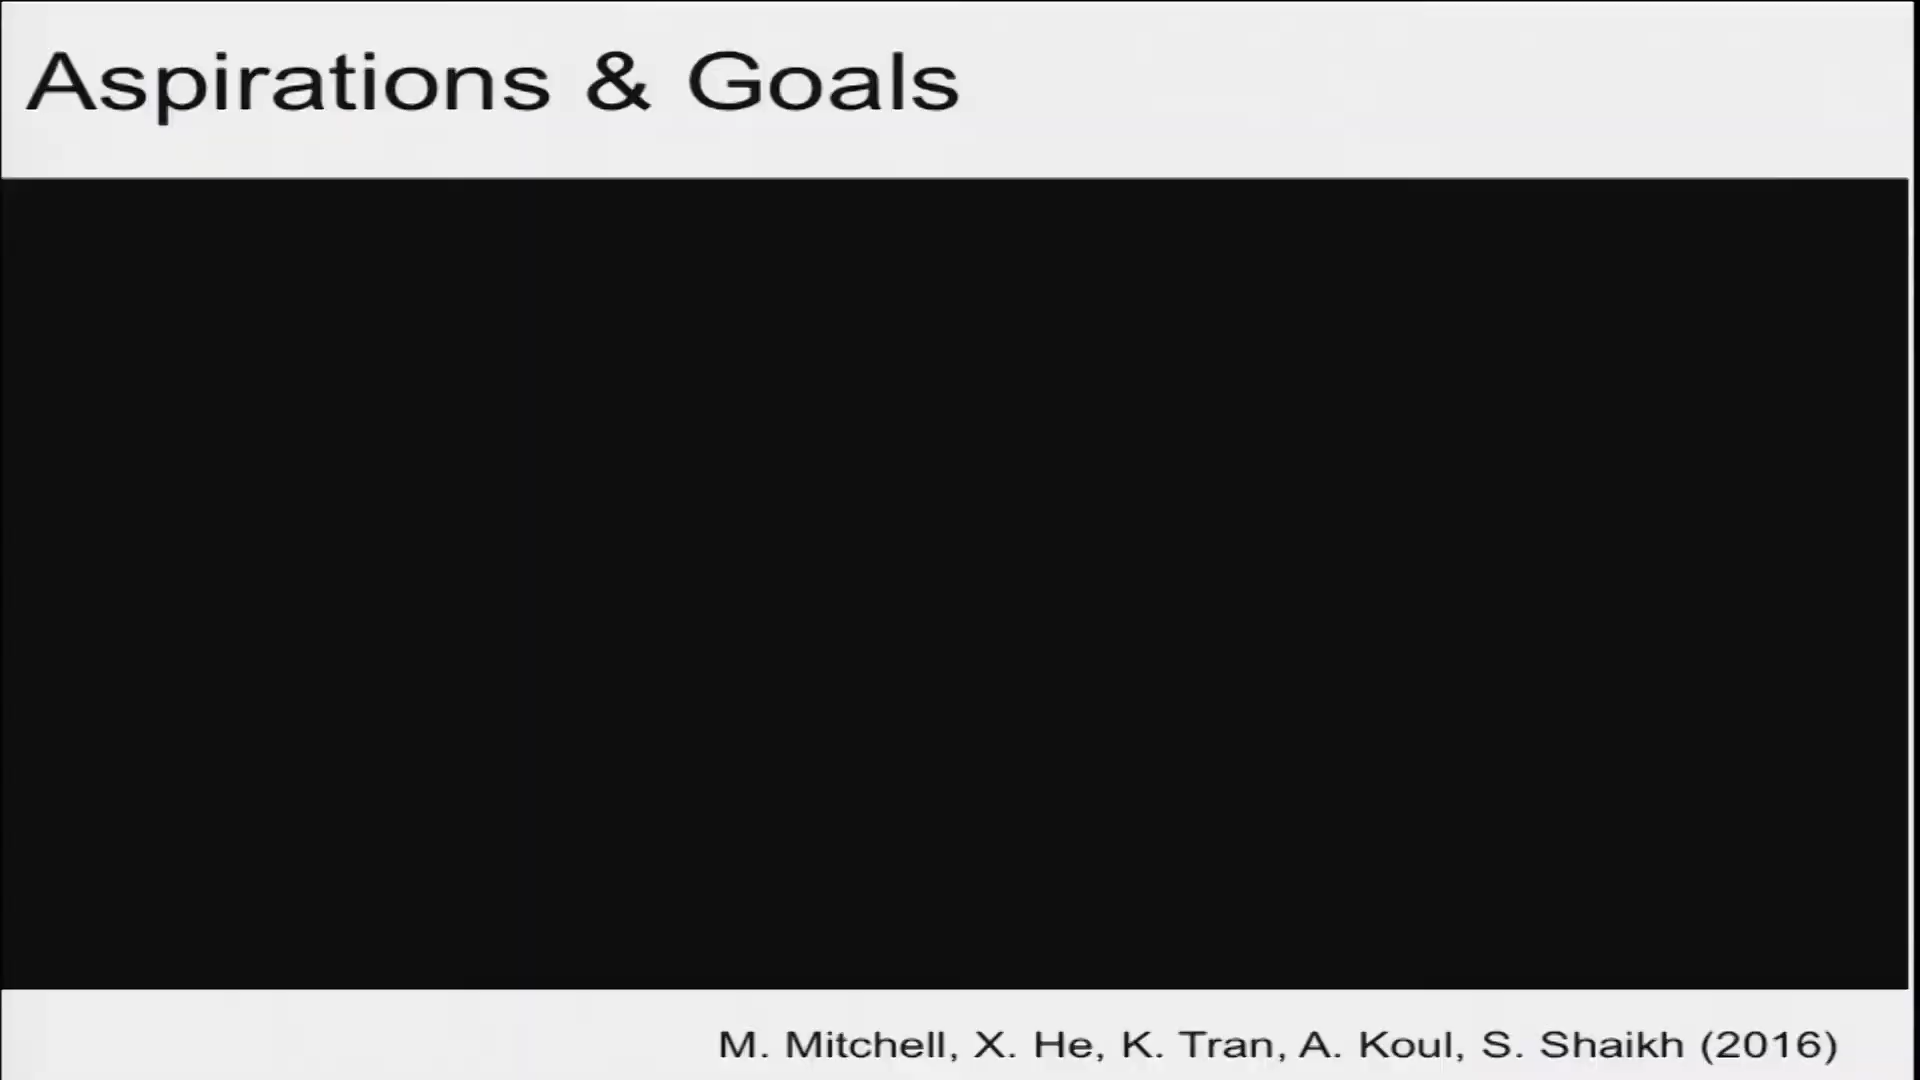 Aspirations & Goals
M. Mitchell, X. He, K. Tran, A. Koul, S. Shaikh (2016)